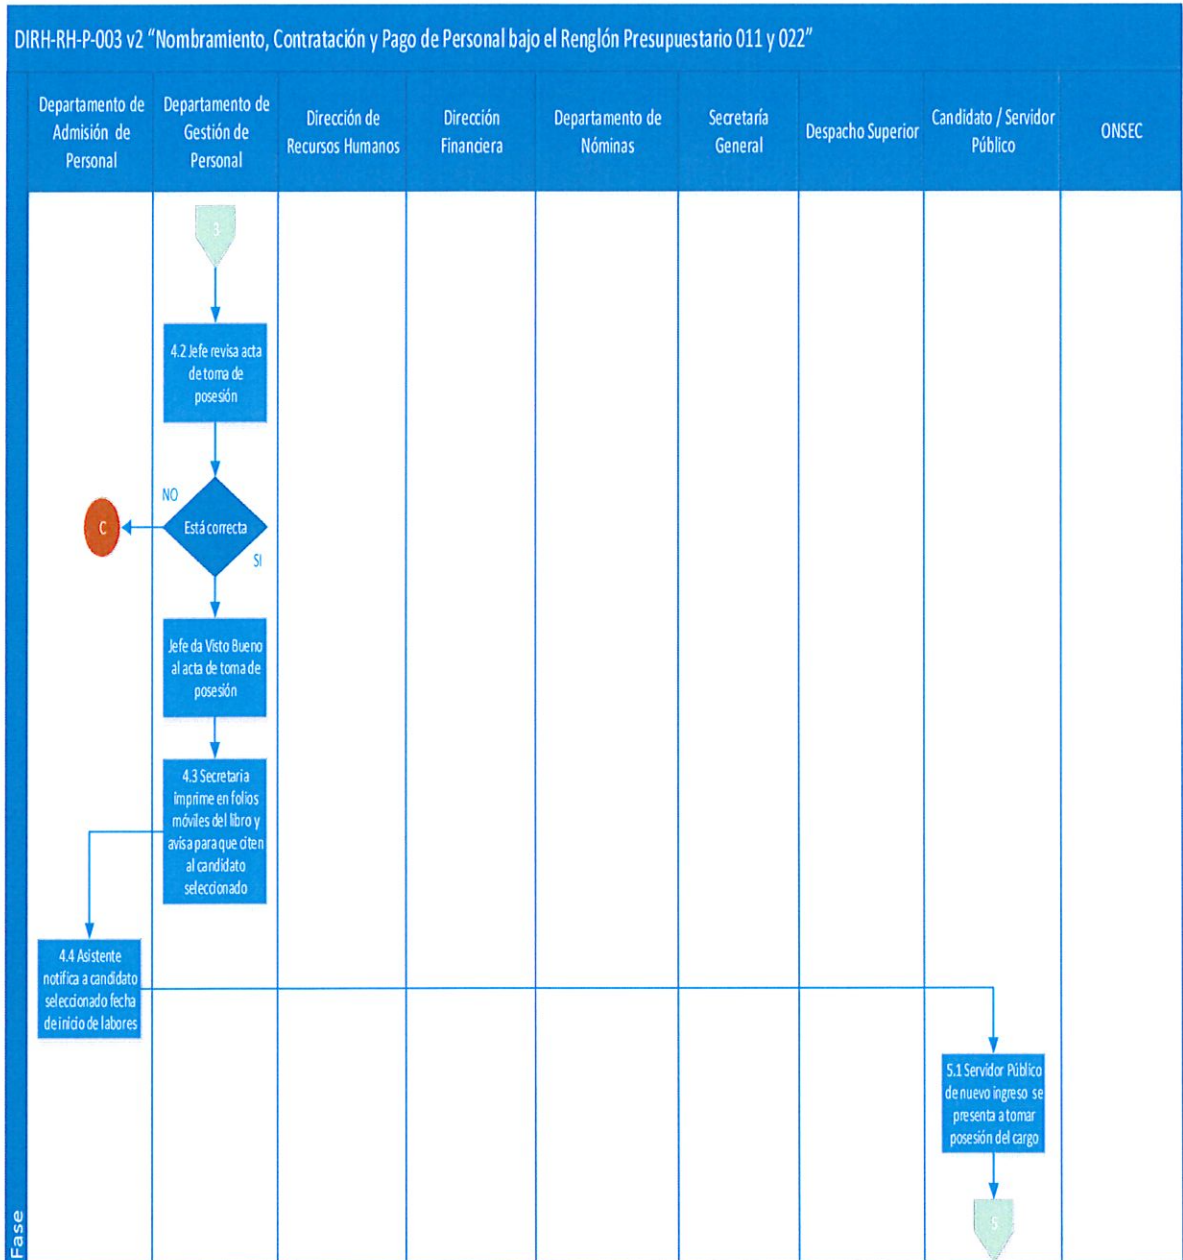 DIRH-RH-P-003 v2 “Nombramiento, Contratación y Pago de Personal bajo el Renglón Presupuestario 011 y 022”
Departamento de
Admisión de
Personal
Departamento de
Gestión de
Personal
Dirección de
Recursos Humanos
Dirección
Financiera
Departamento de
Nóminas
Secretaría
General
Despacho Superior
Candidato / Servidor
Público
ONSEC
3
4.2 Jefe revisa acta
de toma de
posesión
NO
C
Está correcta
SI
Jefe da Visto Bueno
al acta de toma de
posesión
4.3 Secretaria
imprime en folios
móviles del libro y
avisa para que citen
al candidato
seleccionado
4.4 Asistente
notifica a candidato
seleccionado fecha
de inicio de labores
5.1 Servidor Público
de nuevo ingreso se
presenta a tomar
posesión del cargo
5
Fase